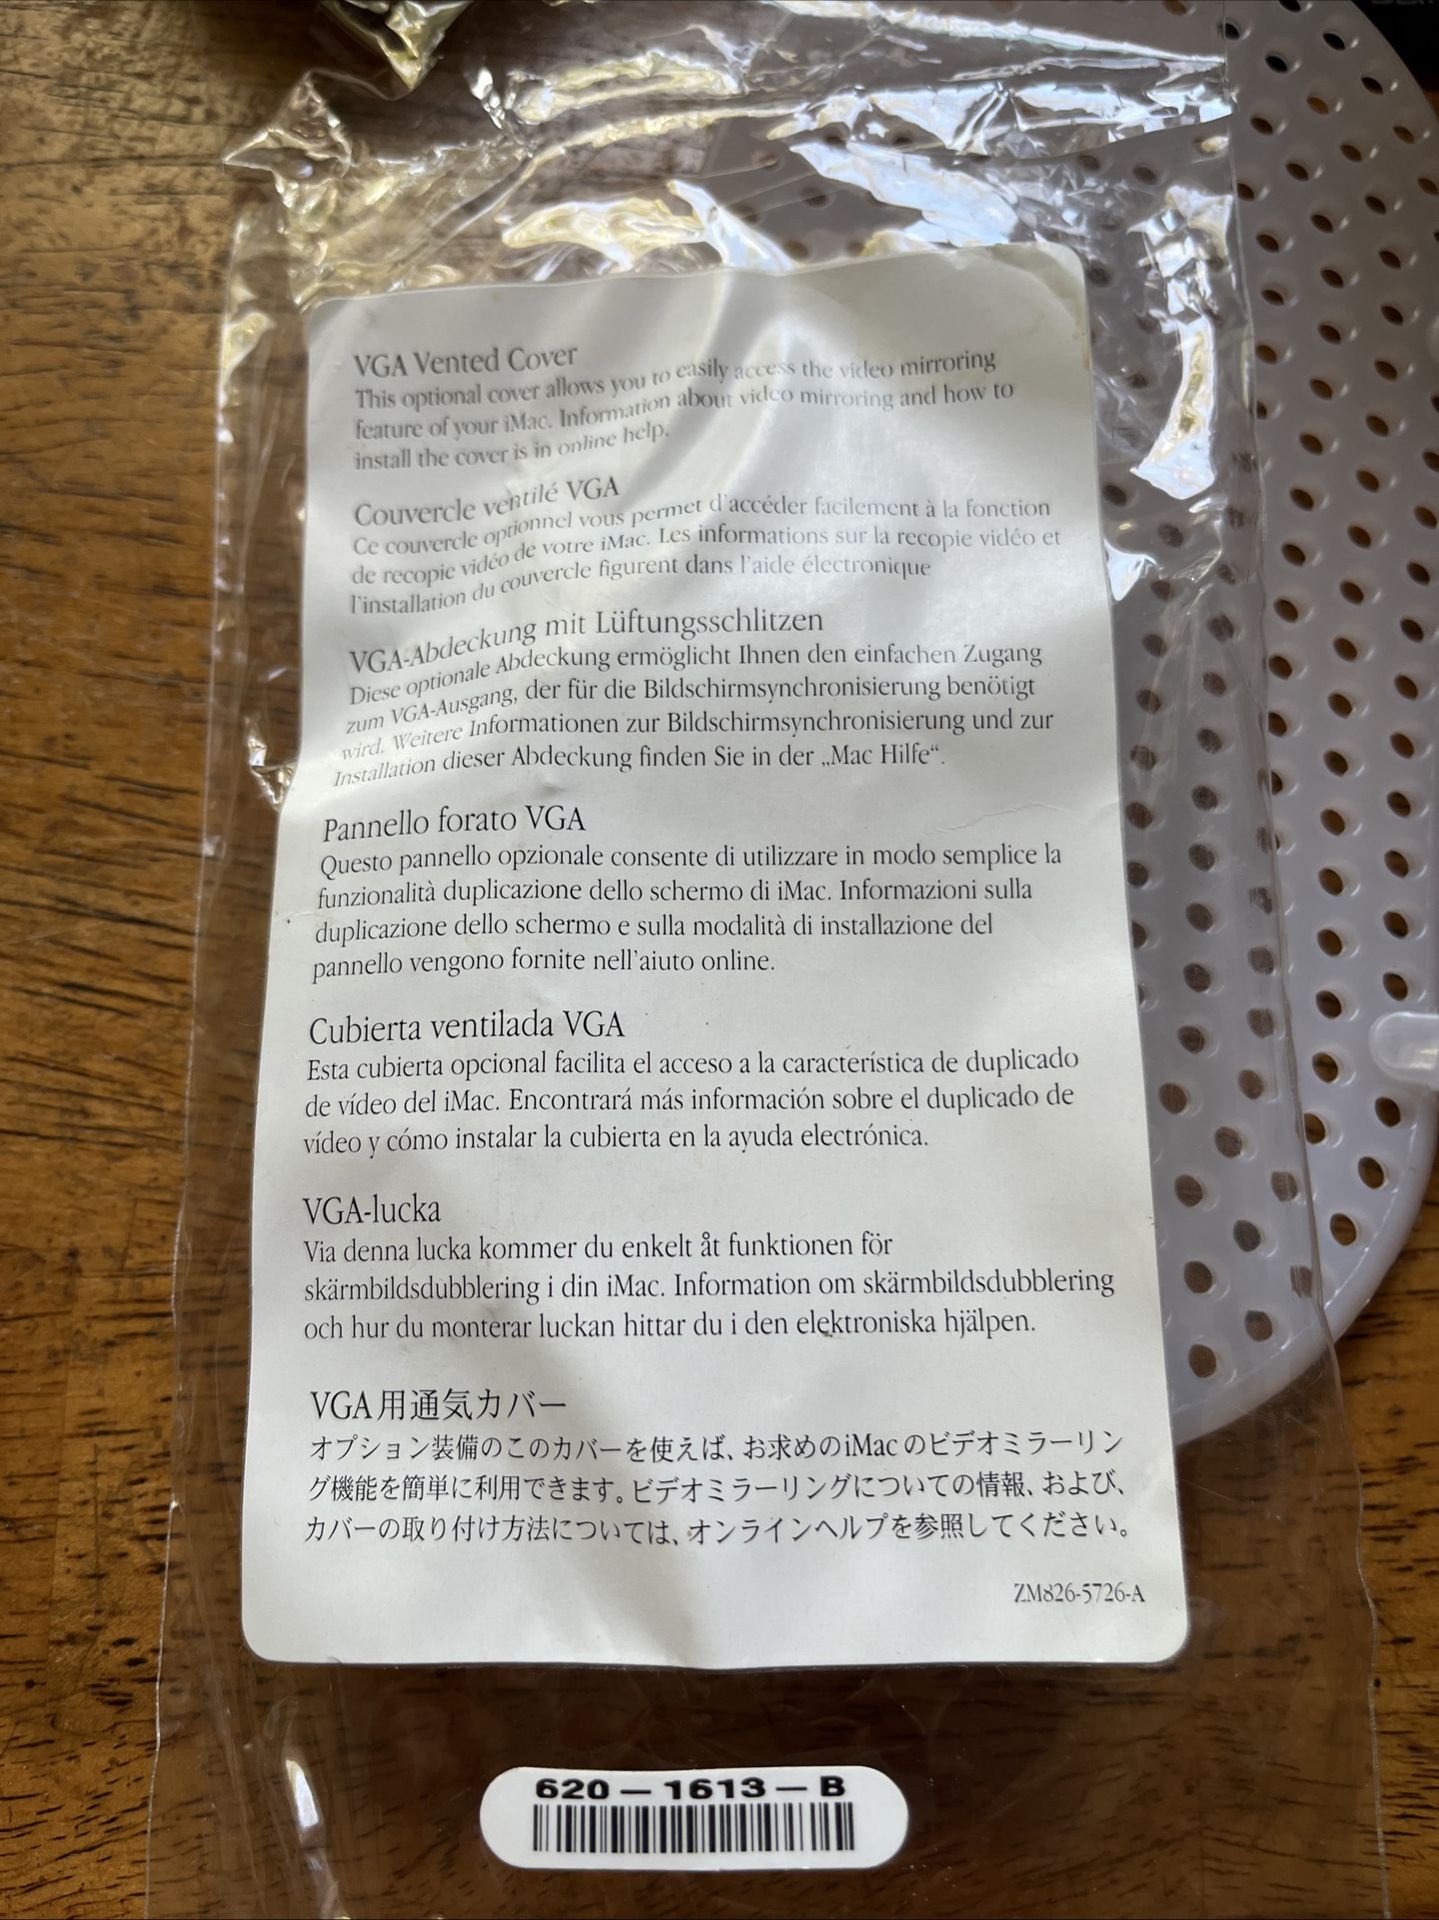 VGA Vented Cover
This optional cover allows you to easily access the video mirroring
feature of your iMac. Information about video mirroring and how to
install the cover is in online help.
Couvercle ventilé VGA
Ce couvercle optionnel vous permet d'accéder facilement à la fonction
de recopie vidéo de votre iMac. Les informations sur la recopie vidéo et
l'installation du couvercle figurent dans l'aide électronique
VGA-Abdeckung mit Lüftungsschlitzen
Diese optionale Abdeckung ermöglicht Ihnen den einfachen Zugang
zum VGA-Ausgang, der für die Bildschirmsynchronisierung benötigt
wird. Weitere Informationen zur Bildschirmsynchronisierung und zur
Installation dieser Abdeckung finden Sie in der „Mac Hilfe“.
Pannello forato VGA
Questo pannello opzionale consente di utilizzare in modo semplice la
funzionalità duplicazione dello schermo di iMac. Informazioni sulla
duplicazione dello schermo e sulla modalità di installazione del
pannello vengono fornite nell'aiuto online.
Cubierta ventilada VGA
Esta cubierta opcional facilita el acceso a la característica de duplicado
de vídeo del iMac. Encontrará más información sobre el duplicado de
vídeo y cómo instalar la cubierta en la ayuda electrónica.
VGA-lucka
Via denna lucka kommer du enkelt åt funktionen för
skärmbildsdubblering i din iMac. Information om skärmbildsdubblering
och hur du monterar luckan hittar du i den elektroniska hjälpen.
VGA用通気カバー
オプション装備のこのカバーを使えば、お求めのiMacのビデオミラーリン
グ機能を簡単に利用できます。ビデオミラーリングについての情報、および、
カバーの取り付け方法については、オンラインヘルプを参照してください。
ZM826-5726-A
620-1613-B